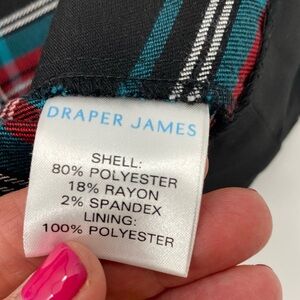 DRAPER JAMES
SHELL:
80% POLYESTER
18% RAYON
2% SPANDEX
LINING:
100% POLYESTER